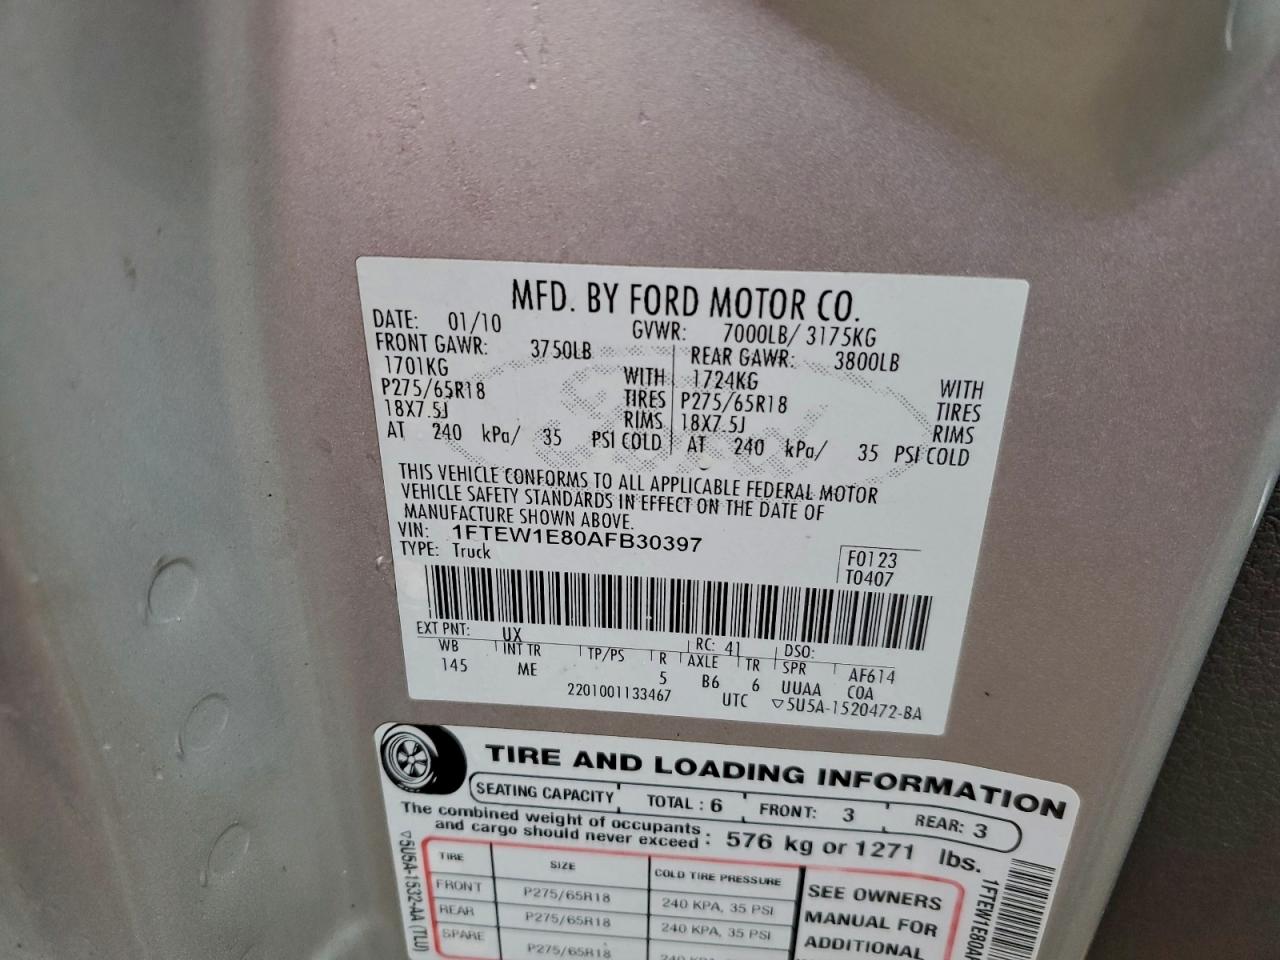 MFD. BY FORD MOTOR CO.
DATE: 01/10 GVWR: 7000LB/ 3175KG
FRONT GAWR: 3750LB REAR GAWR: 3800LB
1701KG WITH 1724KG WITH
P275/65R18 TIRES P275/65R18 TIRES
18X7.5J RIMS 18X7.5J RIMS
AT 240 kPa/ 35 PSI COLD AT 240 kPa/ 35 PSI COLD
THIS VEHICLE CONFORMS TO ALL APPLICABLE FEDERAL MOTOR
VEHICLE SAFETY STANDARDS IN EFFECT ON THE DATE OF
MANUFACTURE SHOWN ABOVE.
VIN: 1FTEW1E80AFB30397
TYPE: Truck
F0123
T0407
EXT PNT: UX RC: 41 DSO:
WB INT TR TP/PS R AXLE TR SPR AF614
145 ME 5 B6 6 UUAA COA
2201001133467 UTC ▽5U5A-1520472-BA
TIRE AND LOADING INFORMATION
SEATING CAPACITY TOTAL : 6 FRONT: 3 REAR: 3
The combined weight of occupants
and cargo should never exceed : 576 kg or 1271 lbs.
TIRE SIZE COLD TIRE PRESSURE
FRONT P275/65R18 240 KPA, 35 PSI
REAR P275/65R18 240 KPA, 35 PSI
SPARE P275/65R18
SEE OWNERS
MANUAL FOR
ADDITIONAL
▽5U5A-1532-AA (TLU)
1FTEW1E80AF